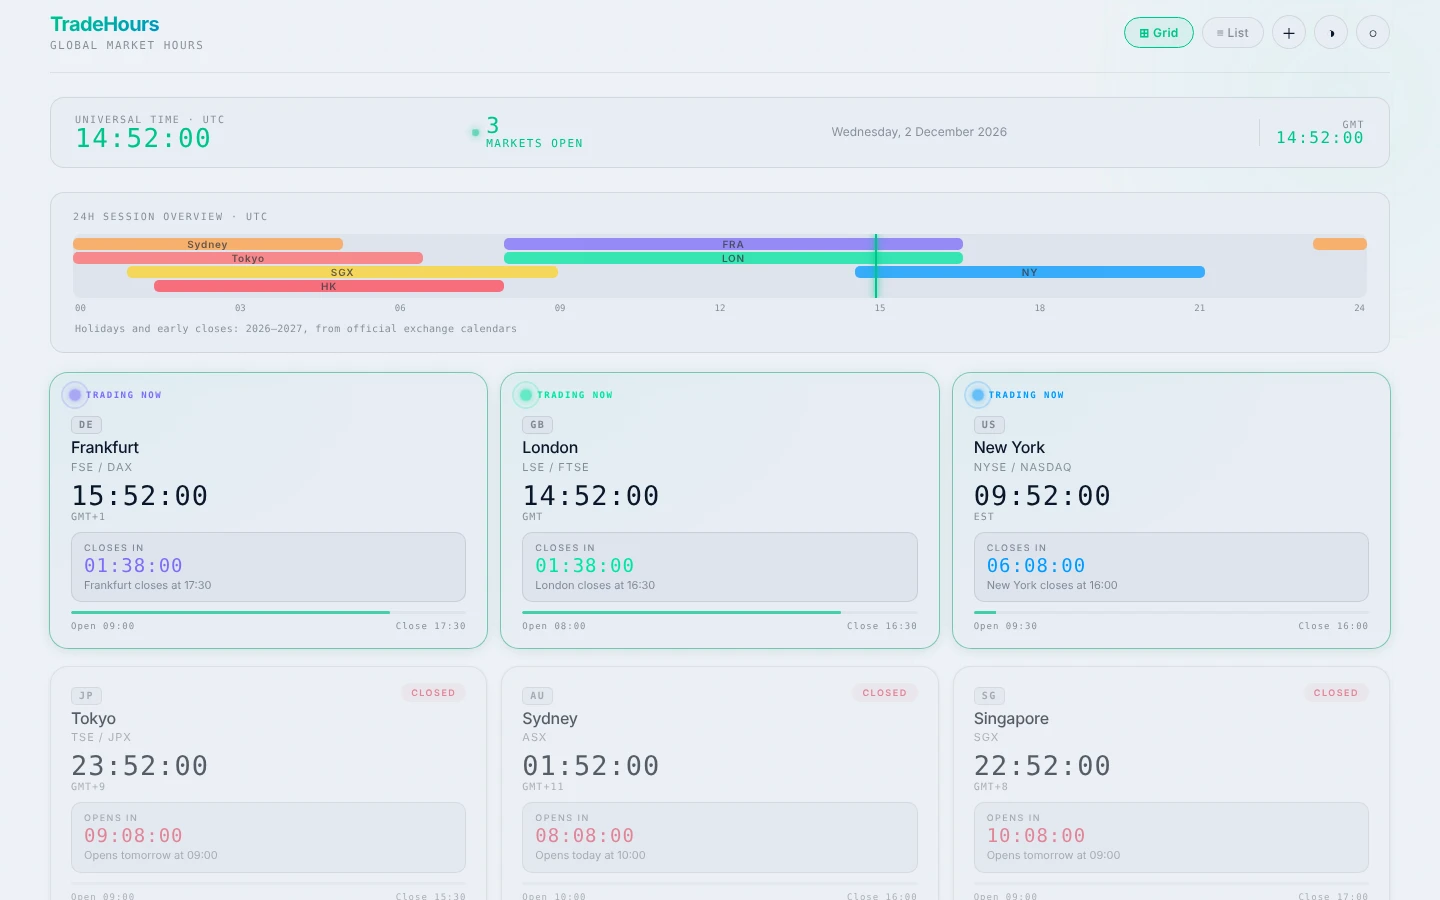 TradeHours
GLOBAL MARKET HOURS
⊞ Grid
≡ List
+
UNIVERSAL TIME · UTC
14:52:00
3
MARKETS OPEN
Wednesday, 2 December 2026
GMT
14:52:00
24H SESSION OVERVIEW · UTC
Sydney
FRA
Tokyo
LON
SGX
NY
HK
00 03 06 09 12 15 18 21 24
Holidays and early closes: 2026–2027, from official exchange calendars
TRADING NOW
DE
Frankfurt
FSE / DAX
15:52:00
GMT+1
CLOSES IN
01:38:00
Frankfurt closes at 17:30
Open 09:00 Close 17:30
TRADING NOW
GB
London
LSE / FTSE
14:52:00
GMT
CLOSES IN
01:38:00
London closes at 16:30
Open 08:00 Close 16:30
TRADING NOW
US
New York
NYSE / NASDAQ
09:52:00
EST
CLOSES IN
06:08:00
New York closes at 16:00
Open 09:30 Close 16:00
JP
CLOSED
Tokyo
TSE / JPX
23:52:00
GMT+9
OPENS IN
09:08:00
Opens tomorrow at 09:00
Open 09:00 Close 15:30
AU
CLOSED
Sydney
ASX
01:52:00
GMT+11
OPENS IN
08:08:00
Opens today at 10:00
Open 10:00 Close 16:00
SG
CLOSED
Singapore
SGX
22:52:00
GMT+8
OPENS IN
10:08:00
Opens tomorrow at 09:00
Open 09:00 Close 17:00